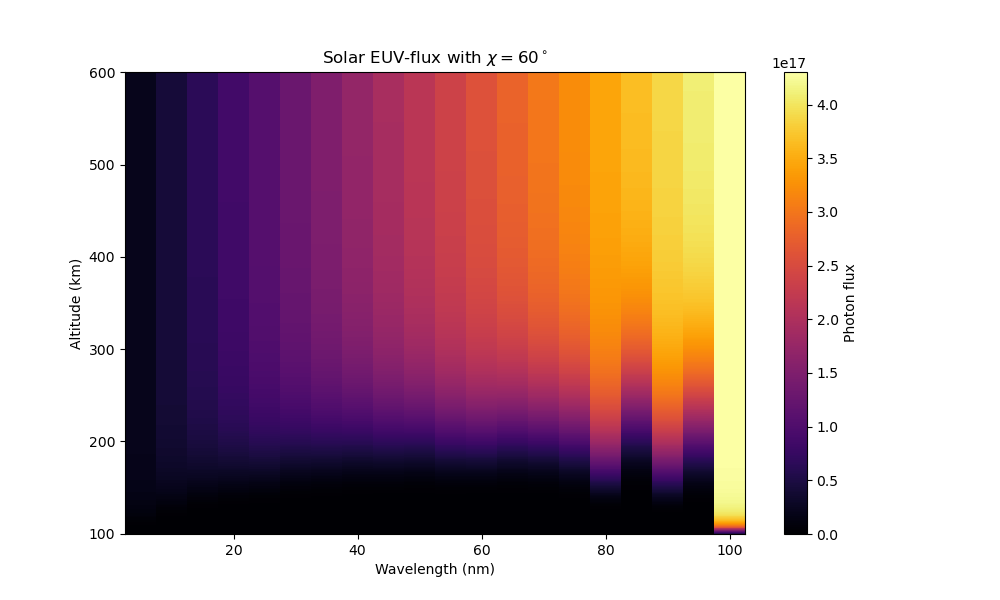 Solar EUV-flux with χ = 60°
1e17
600
500
400
300
200
100
Altitude (km)
20 40 60 80 100
Wavelength (nm)
4.0
3.5
3.0
2.5
2.0
1.5
1.0
0.5
0.0
Photon flux